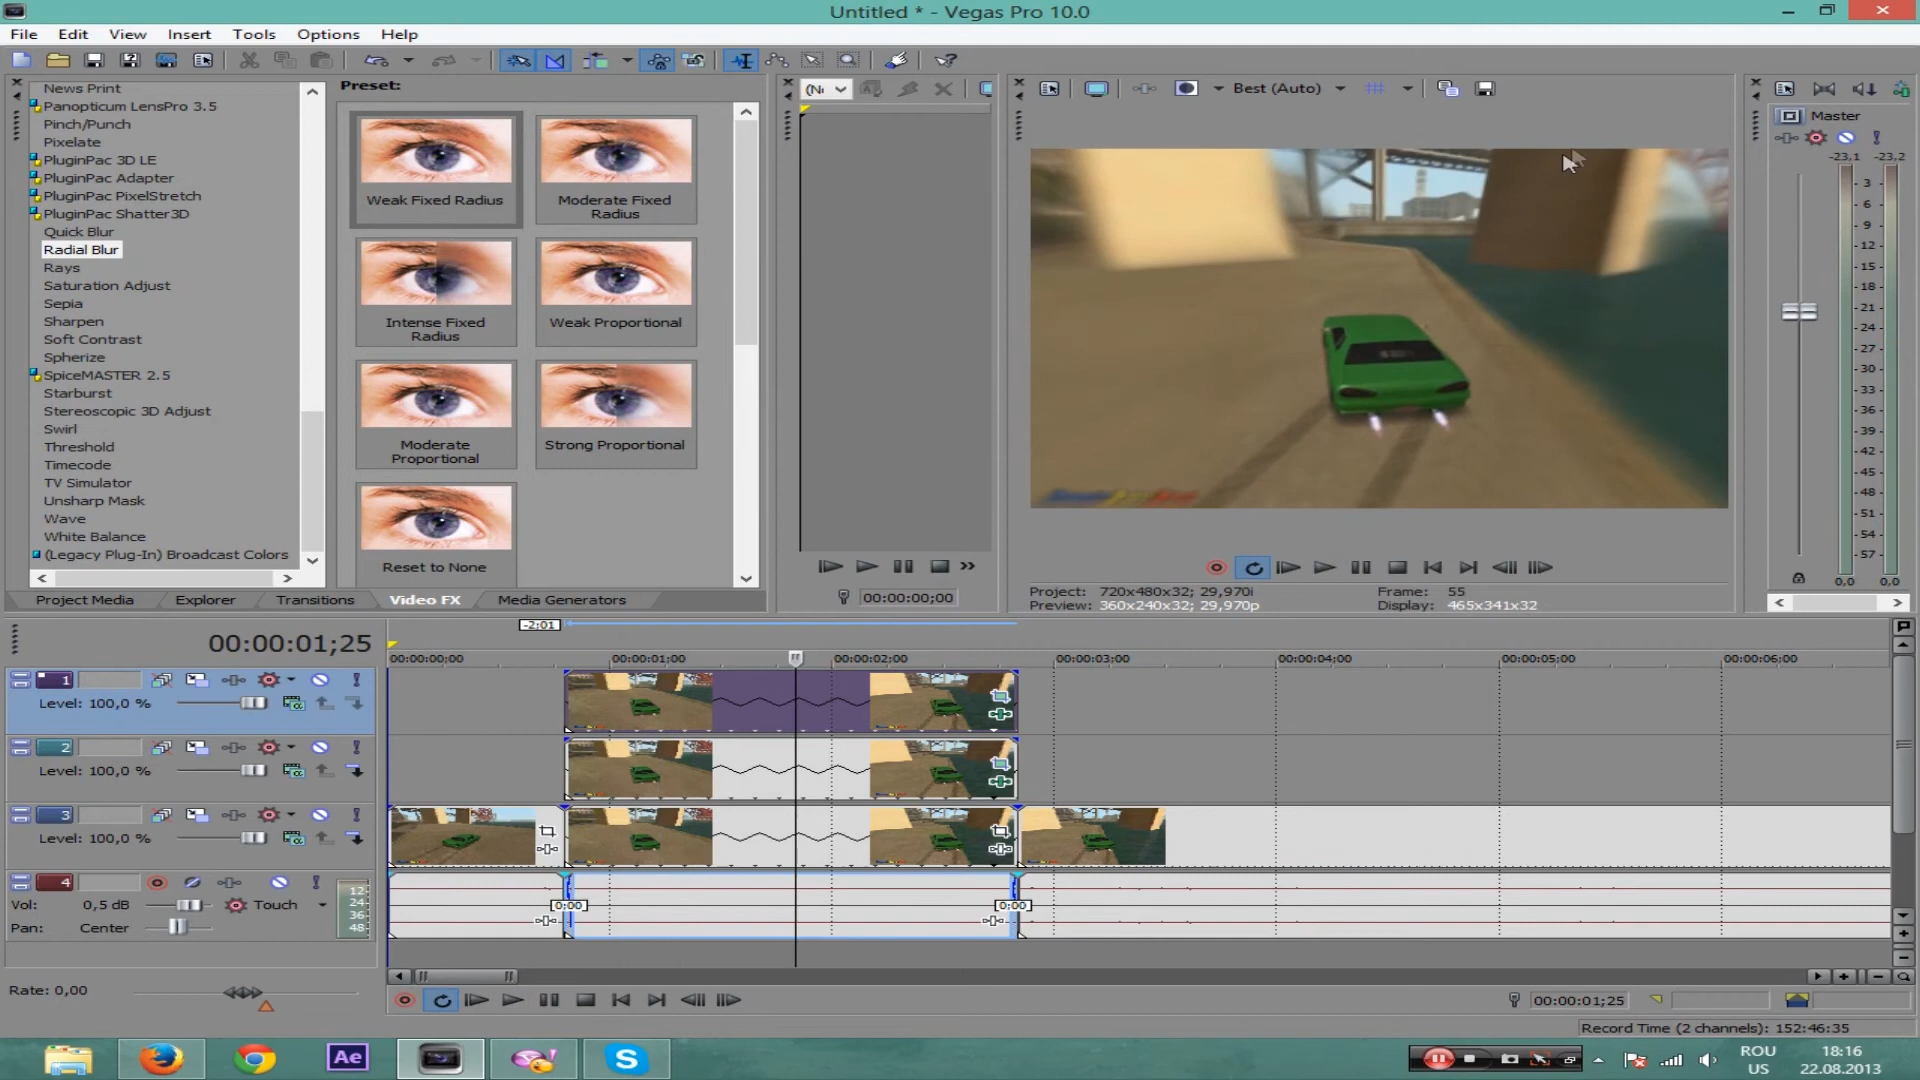 Untitled * - Vegas Pro 10.0
File Edit View Insert Tools Options Help
News Print
Panopticum LensPro 3.5
Pinch/Punch
Pixelate
PluginPac 3D LE
PluginPac Adapter
PluginPac PixelStretch
PluginPac Shatter3D
Quick Blur
Radial Blur
Rays
Saturation Adjust
Sepia
Sharpen
Soft Contrast
Spherize
SpiceMASTER 2.5
Starburst
Stereoscopic 3D Adjust
Swirl
Threshold
Timecode
TV Simulator
Unsharp Mask
Wave
White Balance
(Legacy Plug-In) Broadcast Colors
Preset:
Weak Fixed Radius
Moderate Fixed
Radius
Intense Fixed
Radius
Weak Proportional
Moderate
Proportional
Strong Proportional
Reset to None
Project Media Explorer Transitions Video FX Media Generators
00:00:00;00
Best (Auto)
Project: 720x480x32; 29,970i
Preview: 360x240x32; 29,970p
Frame: 55
Display: 465x341x32
Master
-23,1 -23,2
3
6
9
12
15
18
21
24
27
30
33
36
39
42
45
48
51
54
57
0,0 0,0
00:00:01;25
-2:01
00:00:00;00 00:00:01;00 00:00:02;00 00:00:03;00 00:00:04;00 00:00:05;00 00:00:06;00
1
Level: 100,0 %
2
Level: 100,0 %
3
Level: 100,0 %
4
Vol: 0,5 dB Touch
Pan: Center
12
24
36
48
0:00 0:00
Rate: 0,00
00:00:01;25
Record Time (2 channels): 152:46:35
Ae
ROU
US
18:16
22.08.2013